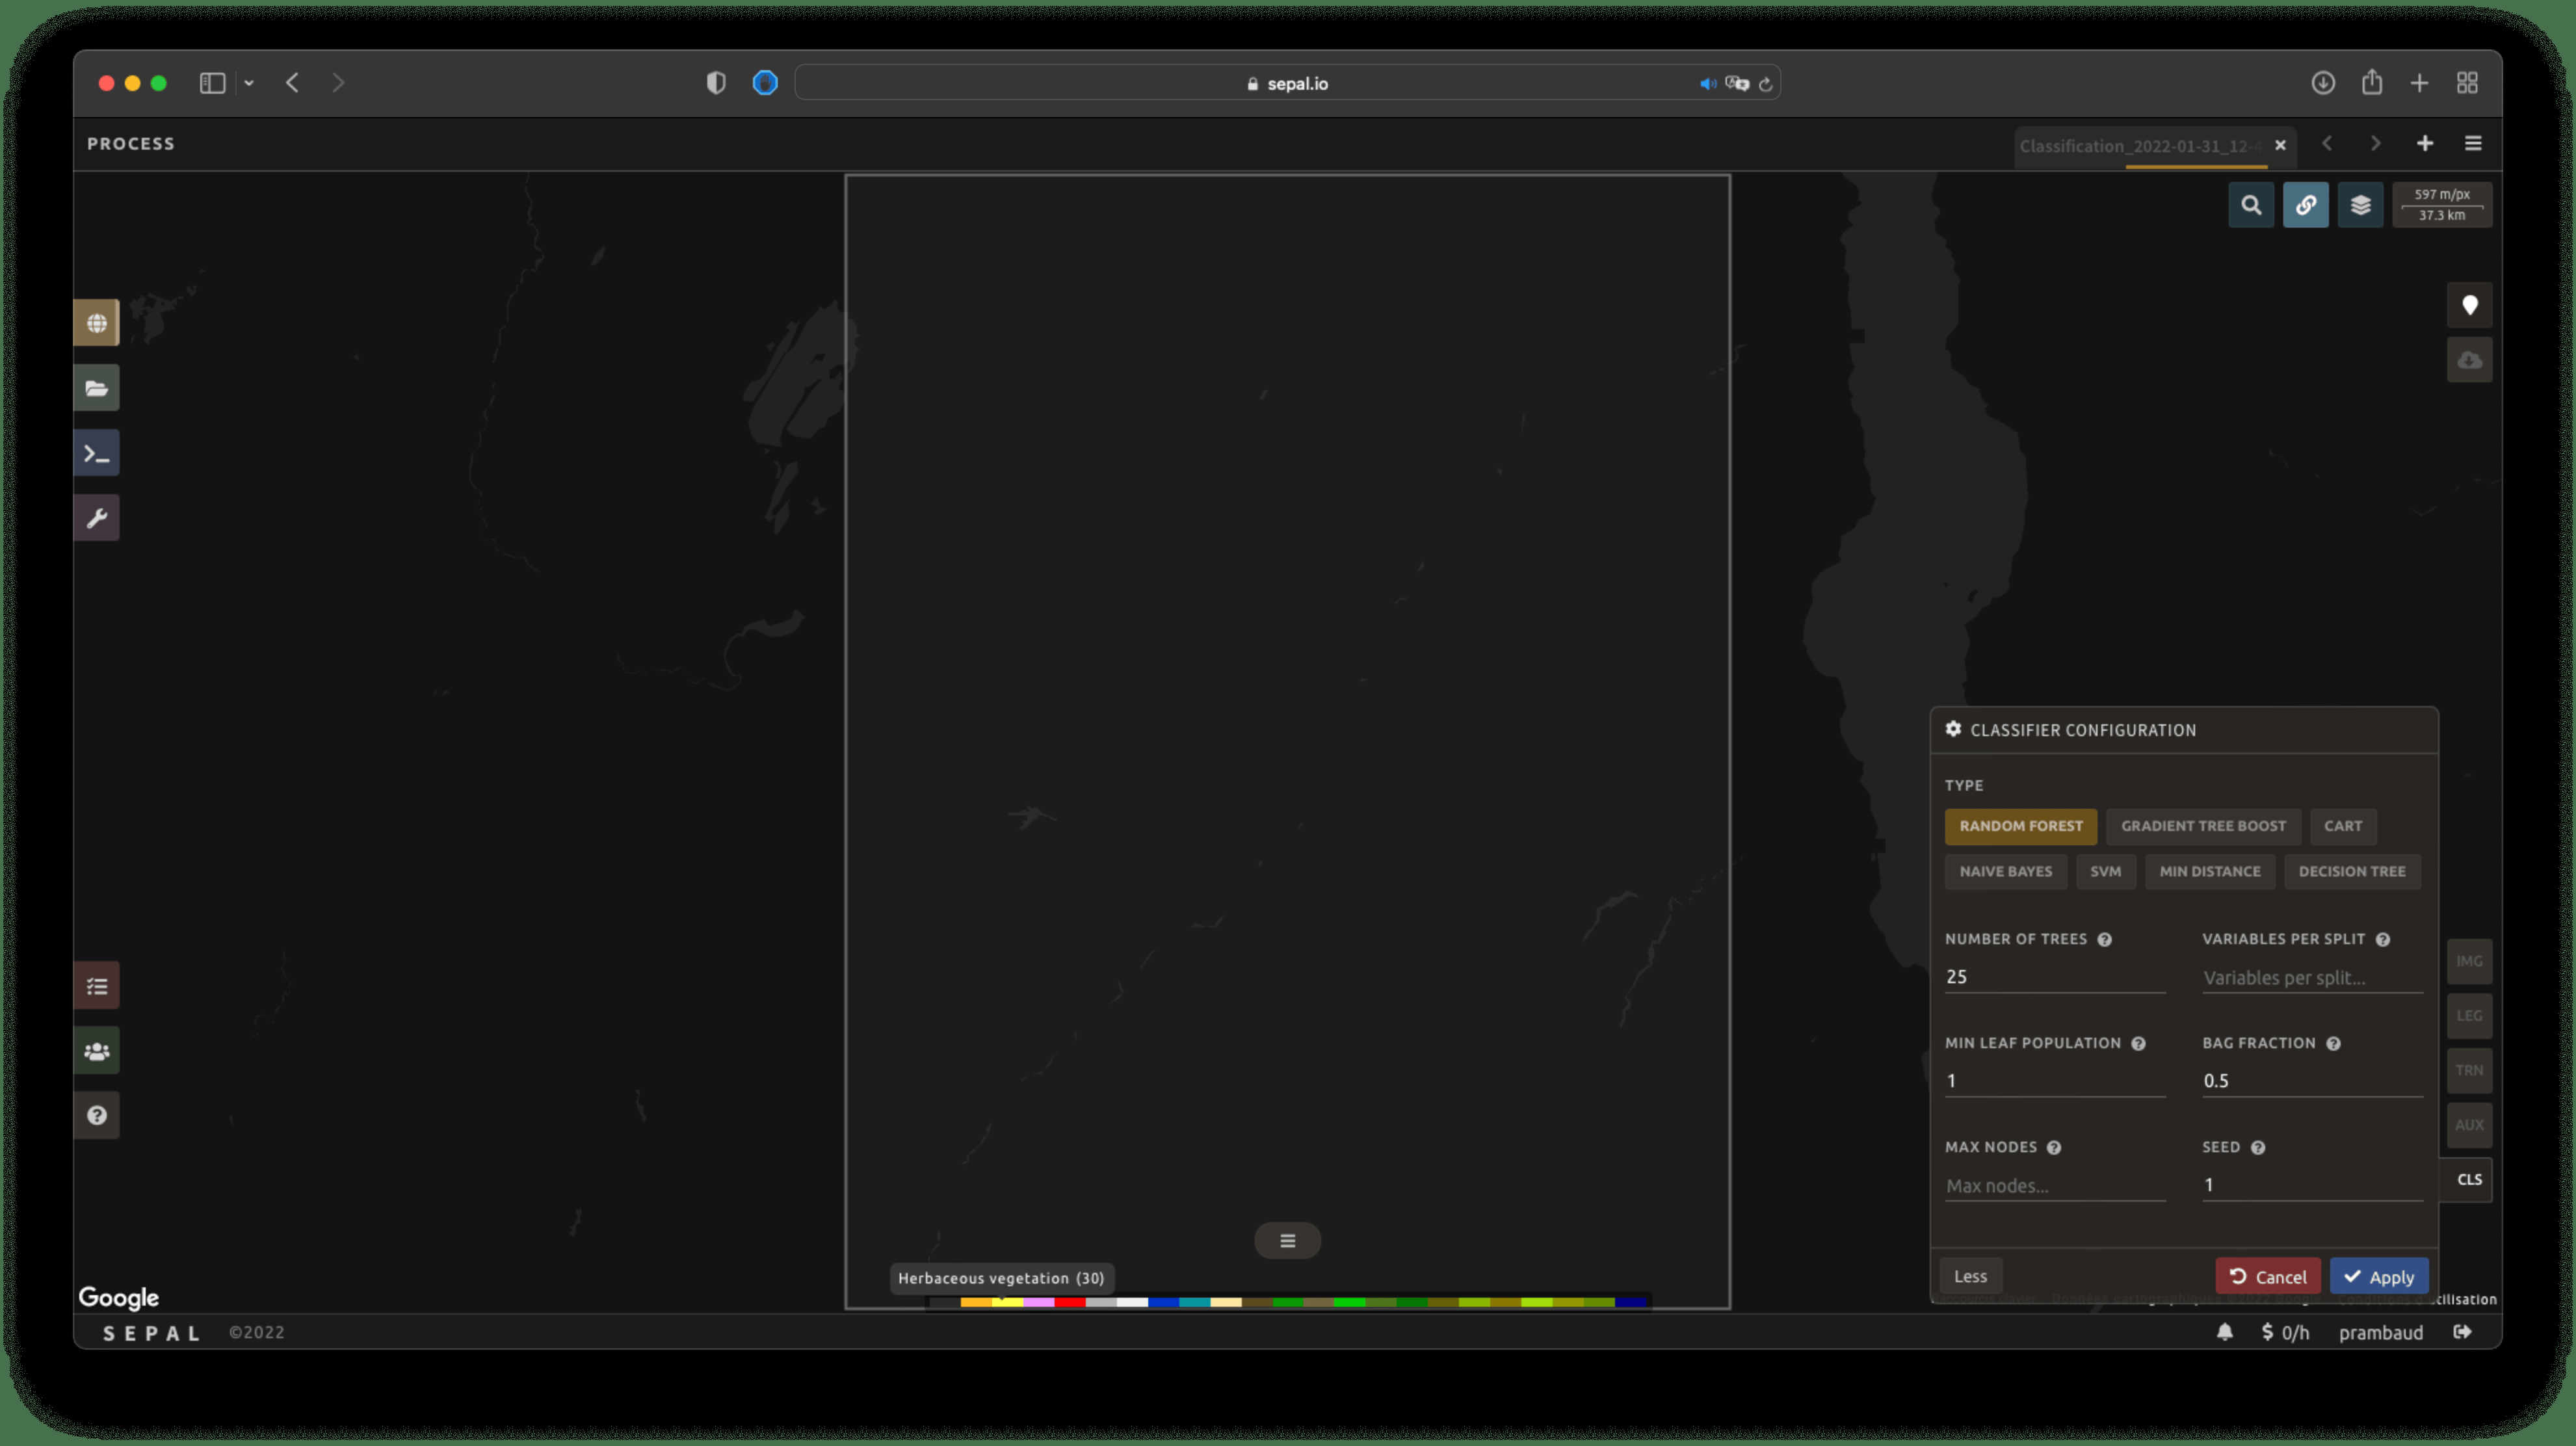 sepal.io
PROCESS
Classification_2022-01-31_12-
597 m/px
37.3 km
CLASSIFIER CONFIGURATION
TYPE
RANDOM FOREST GRADIENT TREE BOOST CART
NAIVE BAYES SVM MIN DISTANCE DECISION TREE
NUMBER OF TREES VARIABLES PER SPLIT
25 Variables per split...
IMG
LEG
MIN LEAF POPULATION BAG FRACTION
1 0.5
TRN
AUX
MAX NODES SEED
Max nodes... 1
CLS
Less Cancel Apply
Herbaceous vegetation (30)
Google
SEPAL ©2022
$ 0/h prambaud